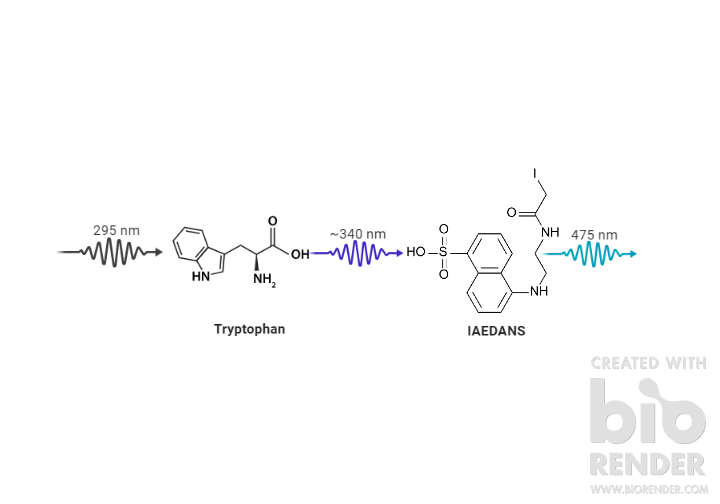 295 nm
~340 nm
475 nm
O
OH
HN
NH2
HO
S
O
O
O
NH
I
NH
Tryptophan
IAEDANS
CREATED WITH
bio
RENDER
WWW.BIORENDER.COM